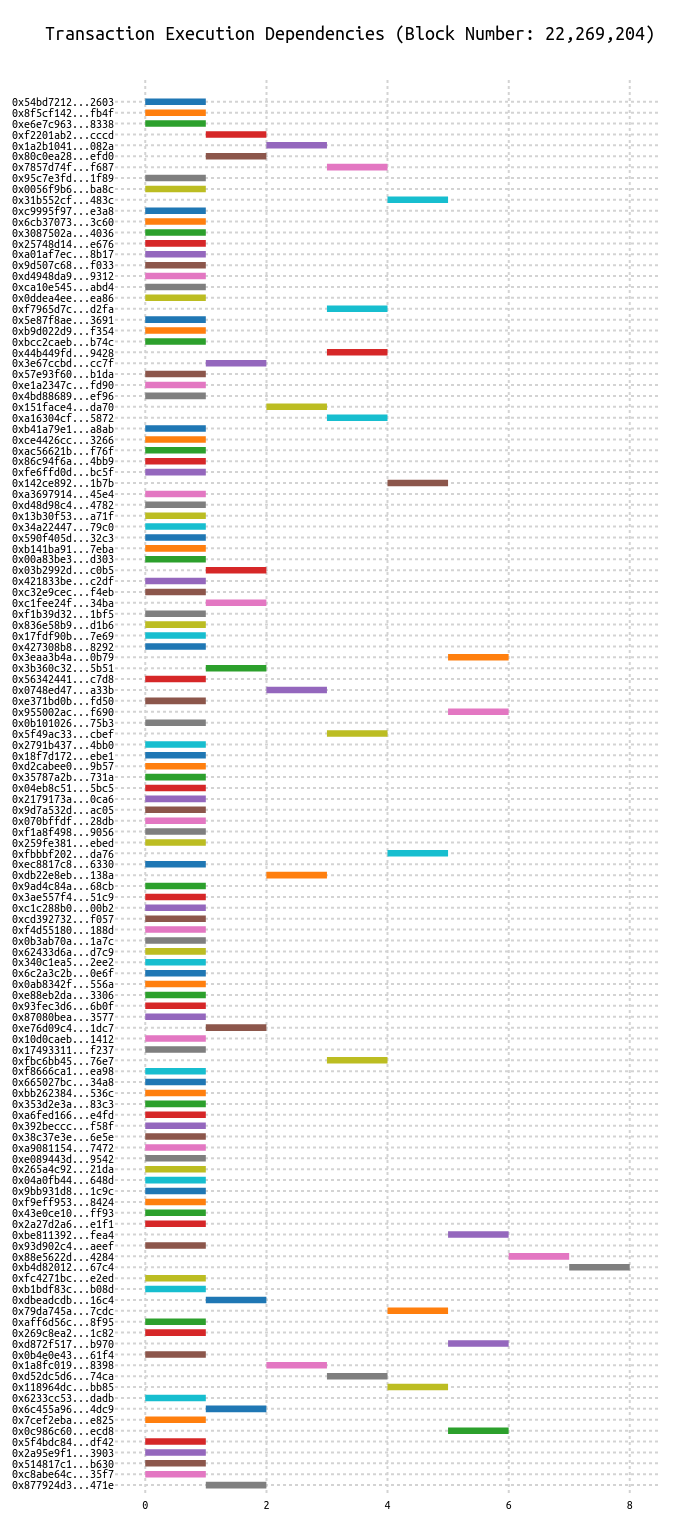 Transaction Execution Dependencies (Block Number: 22,269,204)
0x54bd7212...2603
0x8f5cf142...fb4f
0xe6e7c963...8338
0xf2201ab2...cccd
0x1a2b1041...082a
0x80c0ea28...efd0
0x7857d74f...f687
0x95c7e3fd...1f89
0x0056f9b6...ba8c
0x31b552cf...483c
0xc9995f97...e3a8
0x6cb37073...3c60
0x3087502a...4036
0x25748d14...e676
0xa01af7ec...8b17
0x9d507c68...f033
0xd4948da9...9312
0xca10e545...abd4
0x0ddea4ee...ea86
0xf7965d7c...d2fa
0x5e87f8ae...3691
0xb9d022d9...f354
0xbcc2caeb...b74c
0x44b449fd...9428
0x3e67ccbd...cc7f
0x57e93f60...b1da
0xe1a2347c...fd90
0x4bd88689...ef96
0x151face4...da70
0xa16304cf...5872
0xb41a79e1...a8ab
0xce4426cc...3266
0xac56621b...f76f
0x86c94f6a...4bb9
0xfe6ffd0d...bc5f
0x142ce892...1b7b
0xa3697914...45e4
0xd48d98c4...4782
0x13b30f53...a71f
0x34a22447...79c0
0x590f405d...32c3
0xb141ba91...7eba
0x00a83be3...d303
0x03b2992d...c0b5
0x421833be...c2df
0xc32e9cec...f4eb
0xc1fee24f...34ba
0xf1b39d32...1bf5
0x836e58b9...d1b6
0x17fdf90b...7e69
0x427308b8...8292
0x3eaa3b4a...0b79
0x3b360c32...5b51
0x56342441...c7d8
0x0748ed47...a33b
0xe371bd0b...fd50
0x955002ac...f690
0x0b101026...75b3
0x5f49ac33...cbef
0x2791b437...4bb0
0x18f7d172...ebe1
0xd2cabee0...9b57
0x35787a2b...731a
0x04eb8c51...5bc5
0x2179173a...0ca6
0x9d7a532d...ac05
0x070bffdf...28db
0xf1a8f498...9056
0x259fe381...ebed
0xfbbbf202...da76
0xec8817c8...6330
0xdb22e8eb...138a
0x9ad4c84a...68cb
0x3ae557f4...51c9
0xc1c288b0...00b2
0xcd392732...f057
0xf4d55180...188d
0x0b3ab70a...1a7c
0x62433d6a...d7c9
0x340c1ea5...2ee2
0x6c2a3c2b...0e6f
0x0ab8342f...556a
0xe88eb2da...3306
0x93fec3d6...6b0f
0x87080bea...3577
0xe76d09c4...1dc7
0x10d0caeb...1412
0x17493311...f237
0xfbc6bb45...76e7
0xf8666ca1...ea98
0x665027bc...34a8
0xbb262384...536c
0x353d2e3a...83c3
0xa6fed166...e4fd
0x392beccc...f58f
0x38c37e3e...6e5e
0xa9081154...7472
0xe089443d...9542
0x265a4c92...21da
0x04a0fb44...648d
0x9bb931d8...1c9c
0xf9eff953...8424
0x43e0ce10...ff93
0x2a27d2a6...e1f1
0xbe811392...fea4
0x93d902c4...aeef
0x88e5622d...4284
0xb4d82012...67c4
0xfc4271bc...e2ed
0xb1bdf83c...b08d
0xdbeadcdb...16c4
0x79da745a...7cdc
0xaff6d56c...8f95
0x269c8ea2...1c82
0xd872f517...b970
0x0b4e0e43...61f4
0x1a8fc019...8398
0xd52dc5d6...74ca
0x118964dc...bb85
0x6233cc53...dadb
0x6c455a96...4dc9
0x7cef2eba...e825
0x0c986c60...ecd8
0x5f4bdc84...df42
0x2a95e9f1...3903
0x514817c1...b630
0xc8abe64c...35f7
0x877924d3...471e
0 2 4 6 8